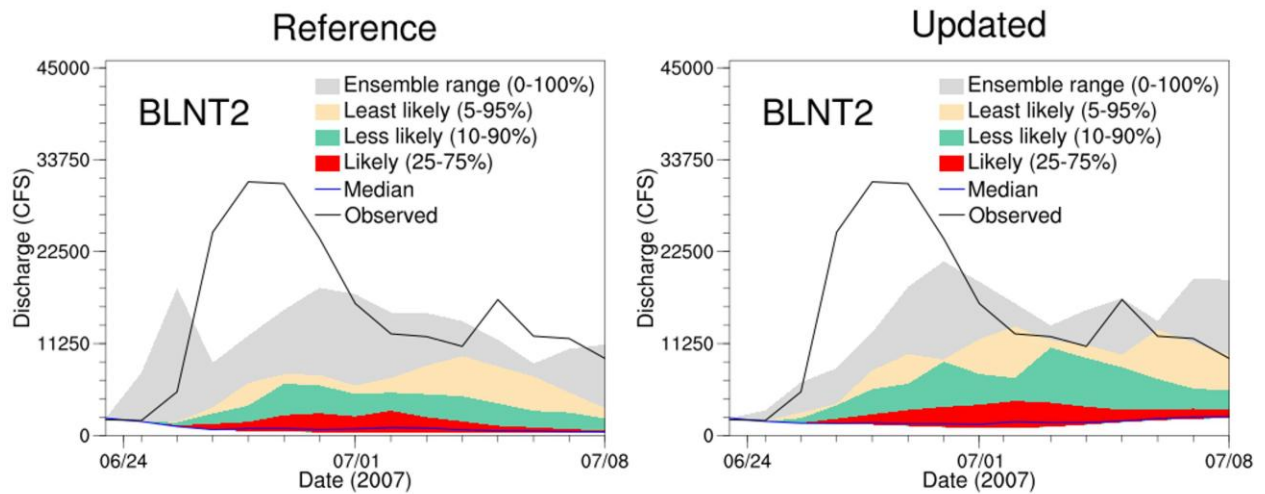 Reference
45000
33750
22500
11250
0
Discharge (CFS)
BLNT2
Ensemble range (0-100%)
Least likely (5-95%)
Less likely (10-90%)
Likely (25-75%)
Median
Observed
06/24
07/01
07/08
Date (2007)
Updated
45000
33750
22500
11250
0
Discharge (CFS)
BLNT2
Ensemble range (0-100%)
Least likely (5-95%)
Less likely (10-90%)
Likely (25-75%)
Median
Observed
06/24
07/01
07/08
Date (2007)